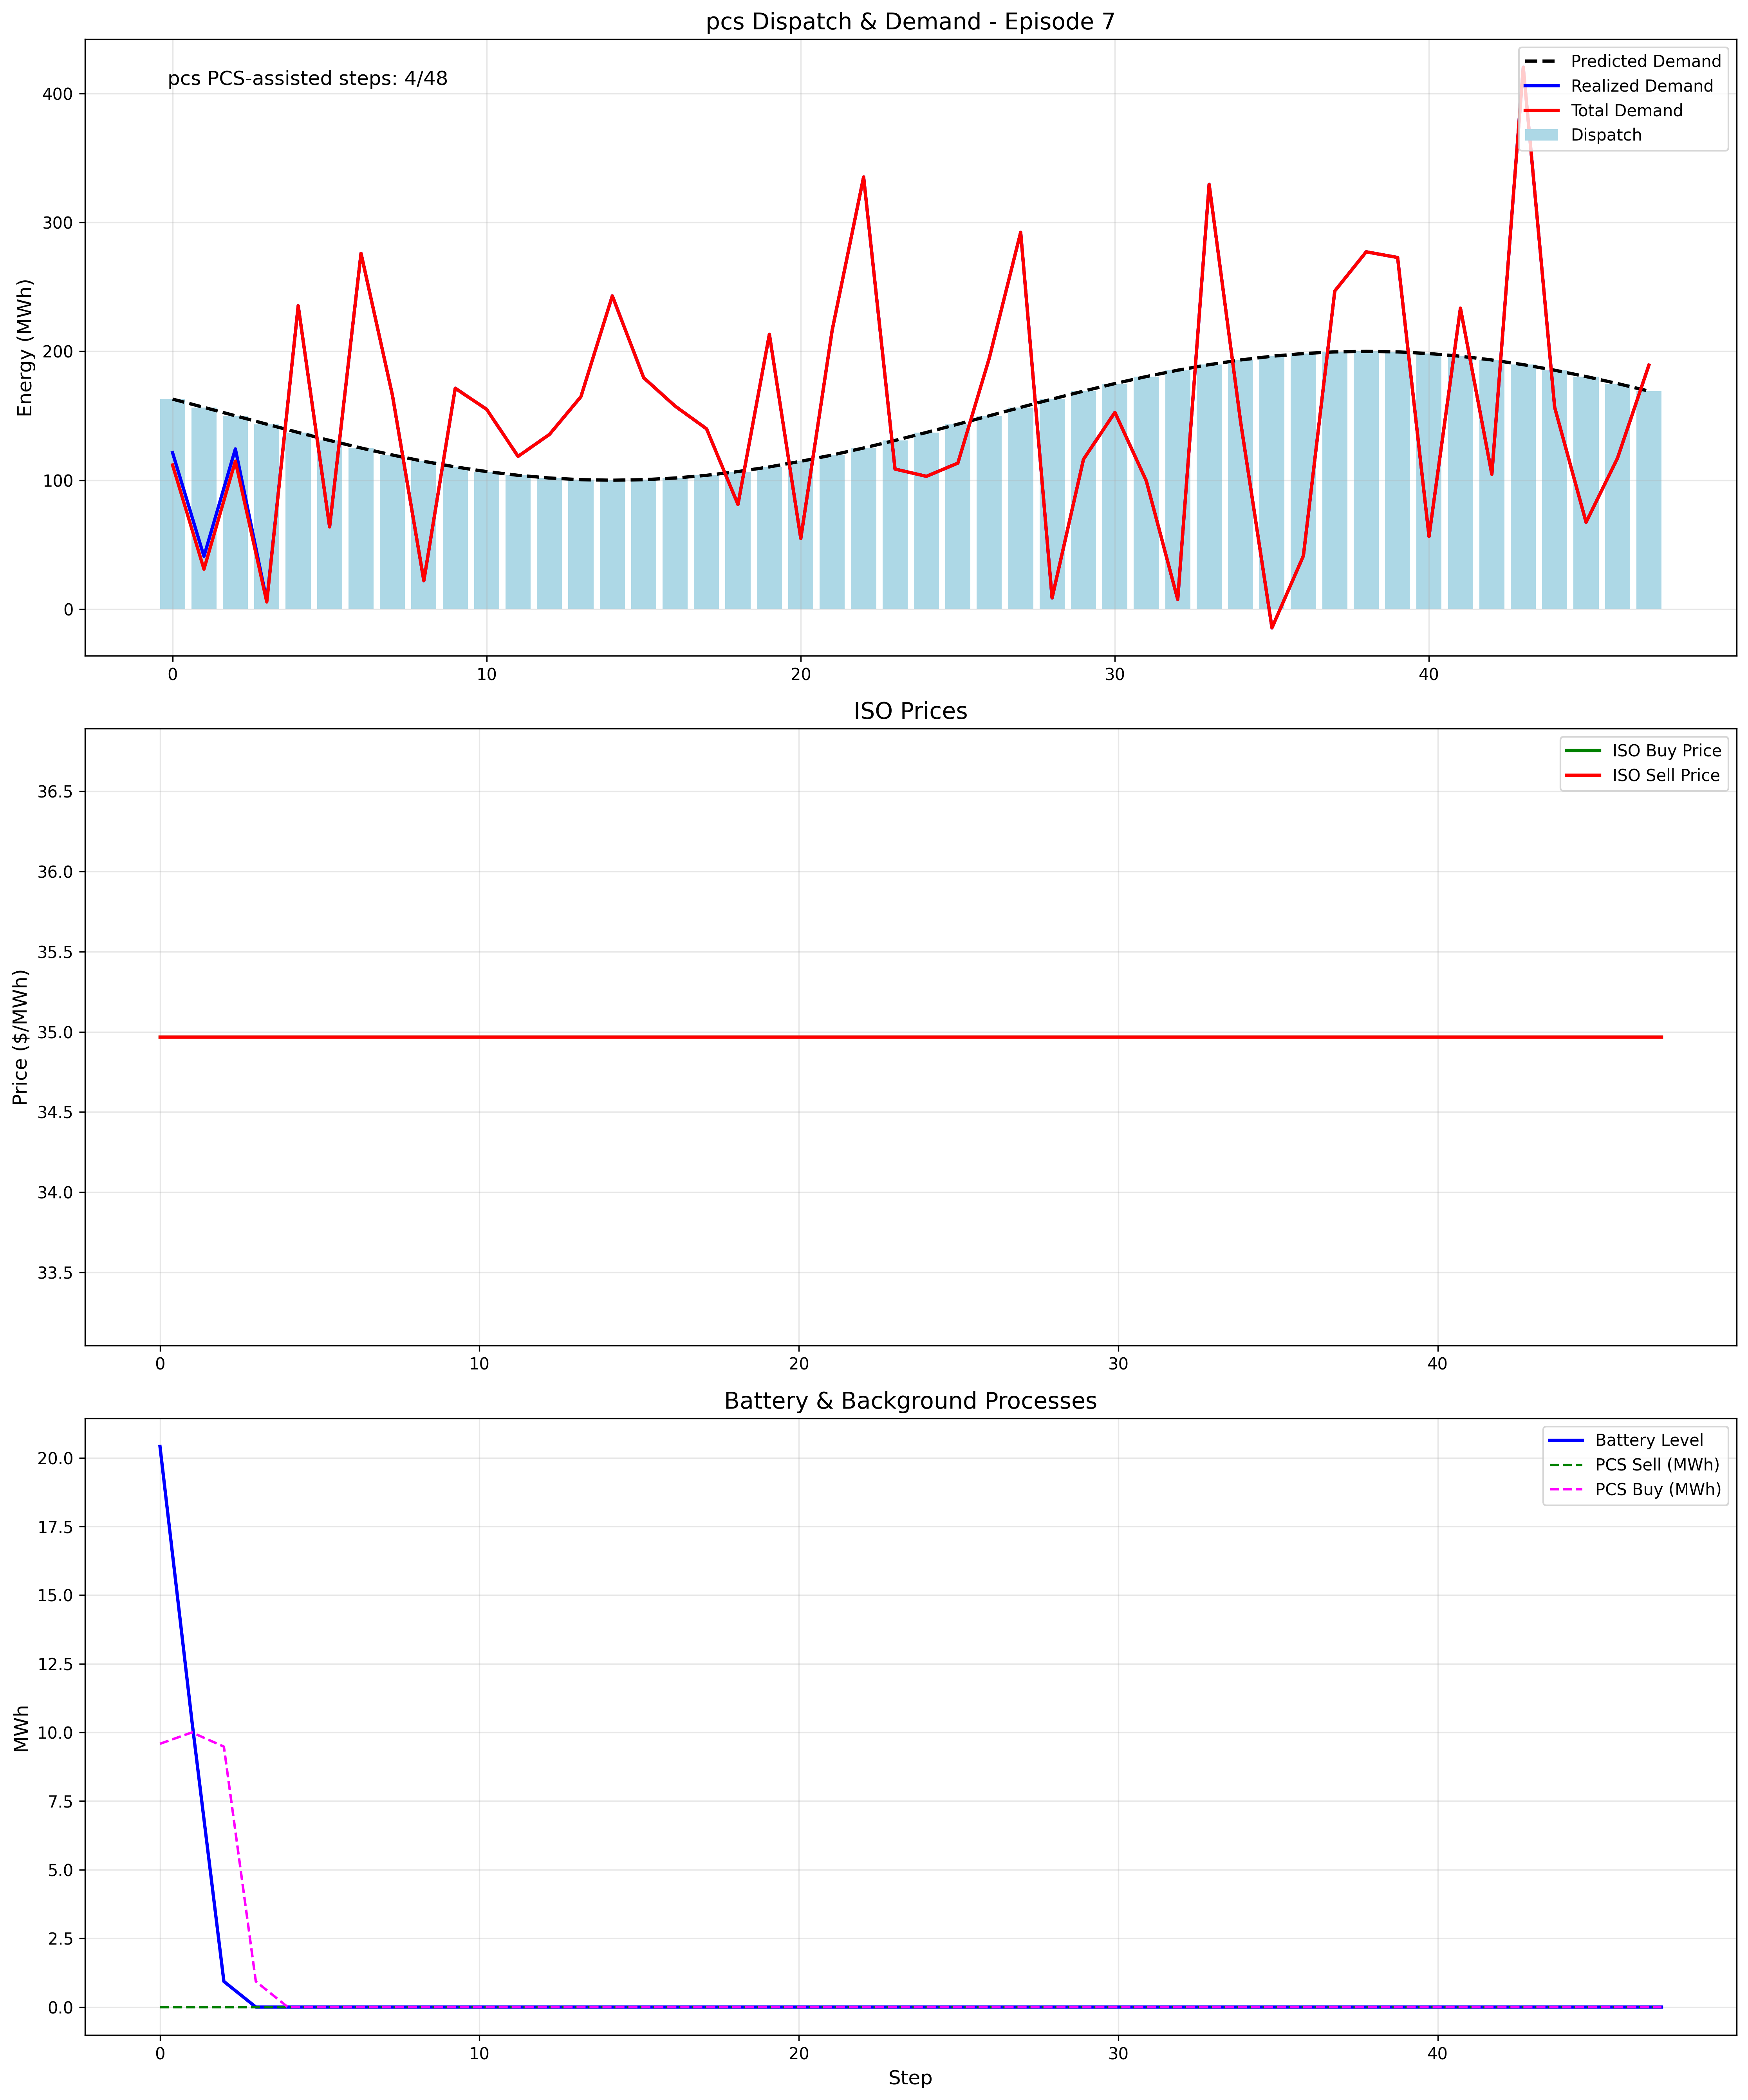 pcs Dispatch & Demand - Episode 7
pcs PCS-assisted steps: 4/48
Predicted Demand
Realized Demand
Total Demand
Dispatch
Energy (MWh)
400
300
200
100
0
0
10
20
30
40
ISO Prices
ISO Buy Price
ISO Sell Price
Price ($/MWh)
36.5
36.0
35.5
35.0
34.5
34.0
33.5
0
10
20
30
40
Battery & Background Processes
Battery Level
PCS Sell (MWh)
PCS Buy (MWh)
MWh
20.0
17.5
15.0
12.5
10.0
7.5
5.0
2.5
0.0
0
10
20
30
40
Step